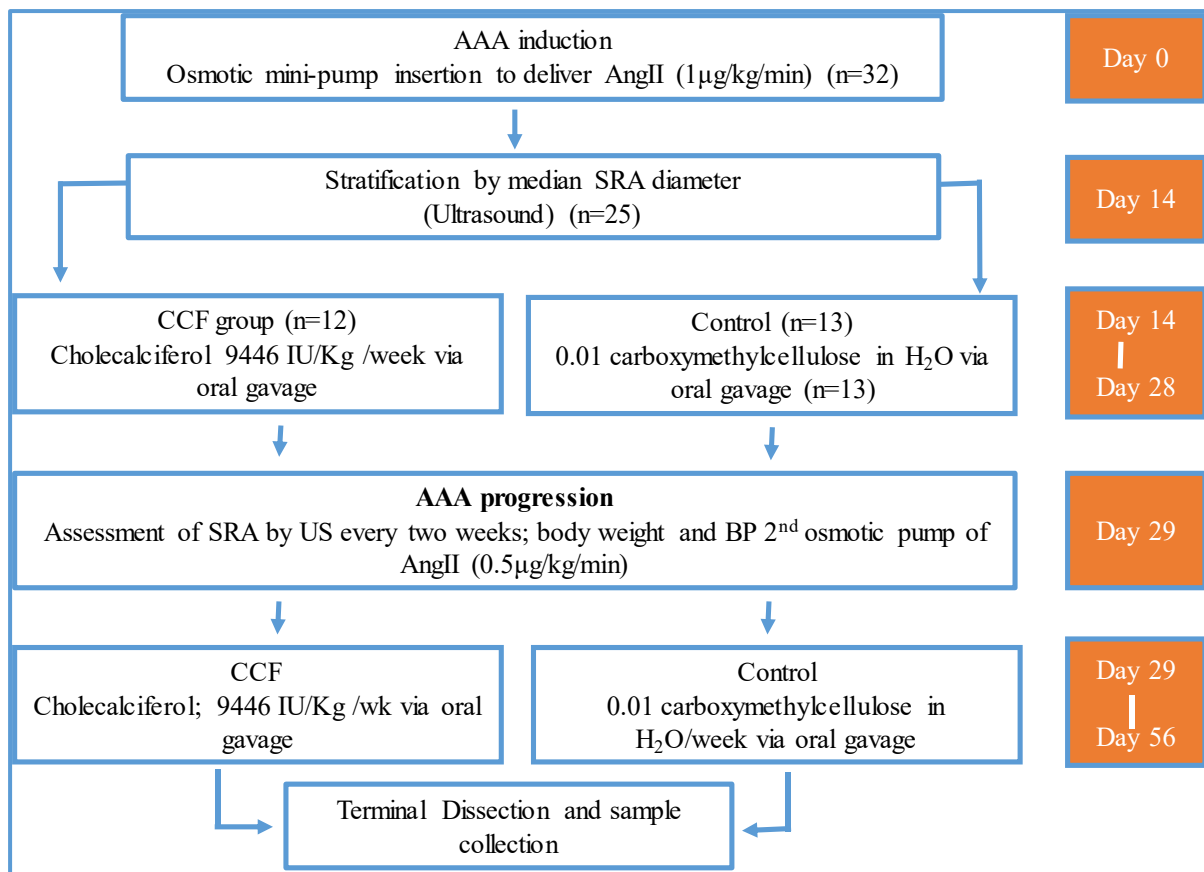 AAA induction
Osmotic mini-pump insertion to deliver AngII (1µg/kg/min) (n=32)
Day 0
Stratification by median SRA diameter
(Ultrasound) (n=25)
Day 14
CCF group (n=12)
Cholecalciferol 9446 IU/Kg /week via
oral gavage
Control (n=13)
0.01 carboxymethylcellulose in H₂O via
oral gavage (n=13)
Day 14
Day 28
AAA progression
Assessment of SRA by US every two weeks; body weight and BP 2ⁿᵈ osmotic pump of
AngII (0.5µg/kg/min)
Day 29
CCF
Cholecalciferol; 9446 IU/Kg /wk via oral
gavage
Control
0.01 carboxymethylcellulose in
H₂O/week via oral gavage
Day 29
Day 56
Terminal Dissection and sample
collection